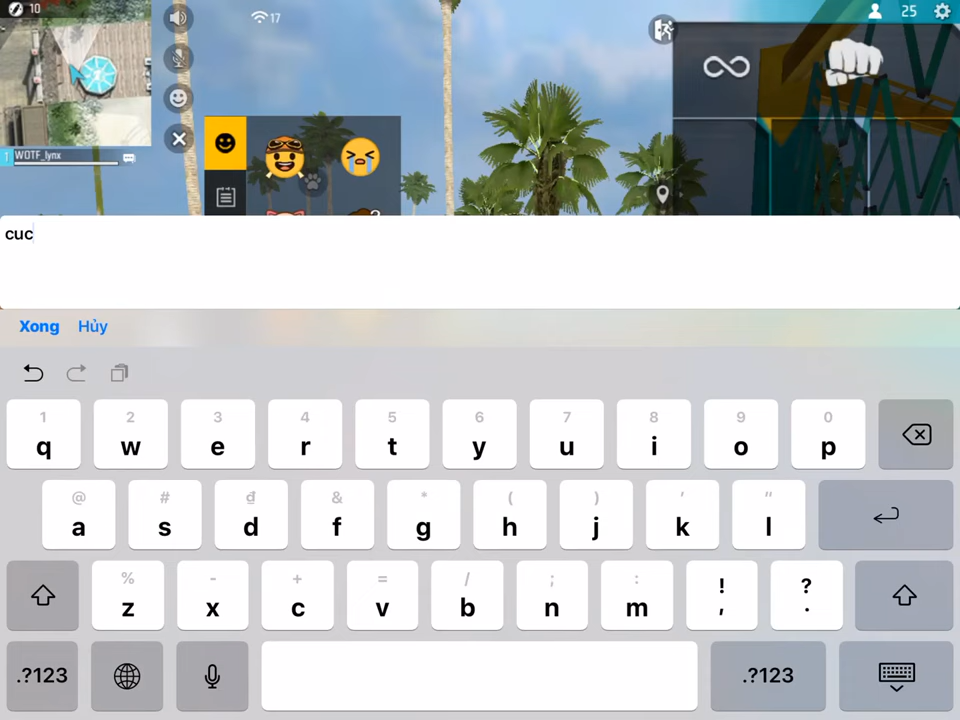 10
17
25
1
WOTF_lynx
cuc
Xong Hủy
1 2 3 4 5 6 7 8 9 0
q w e r t y u i o p
@ # ₫ & * ( ) ' "
a s d f g h j k l
% - + = / ; : ! ?
z x c v b n m , .
.?123 .?123